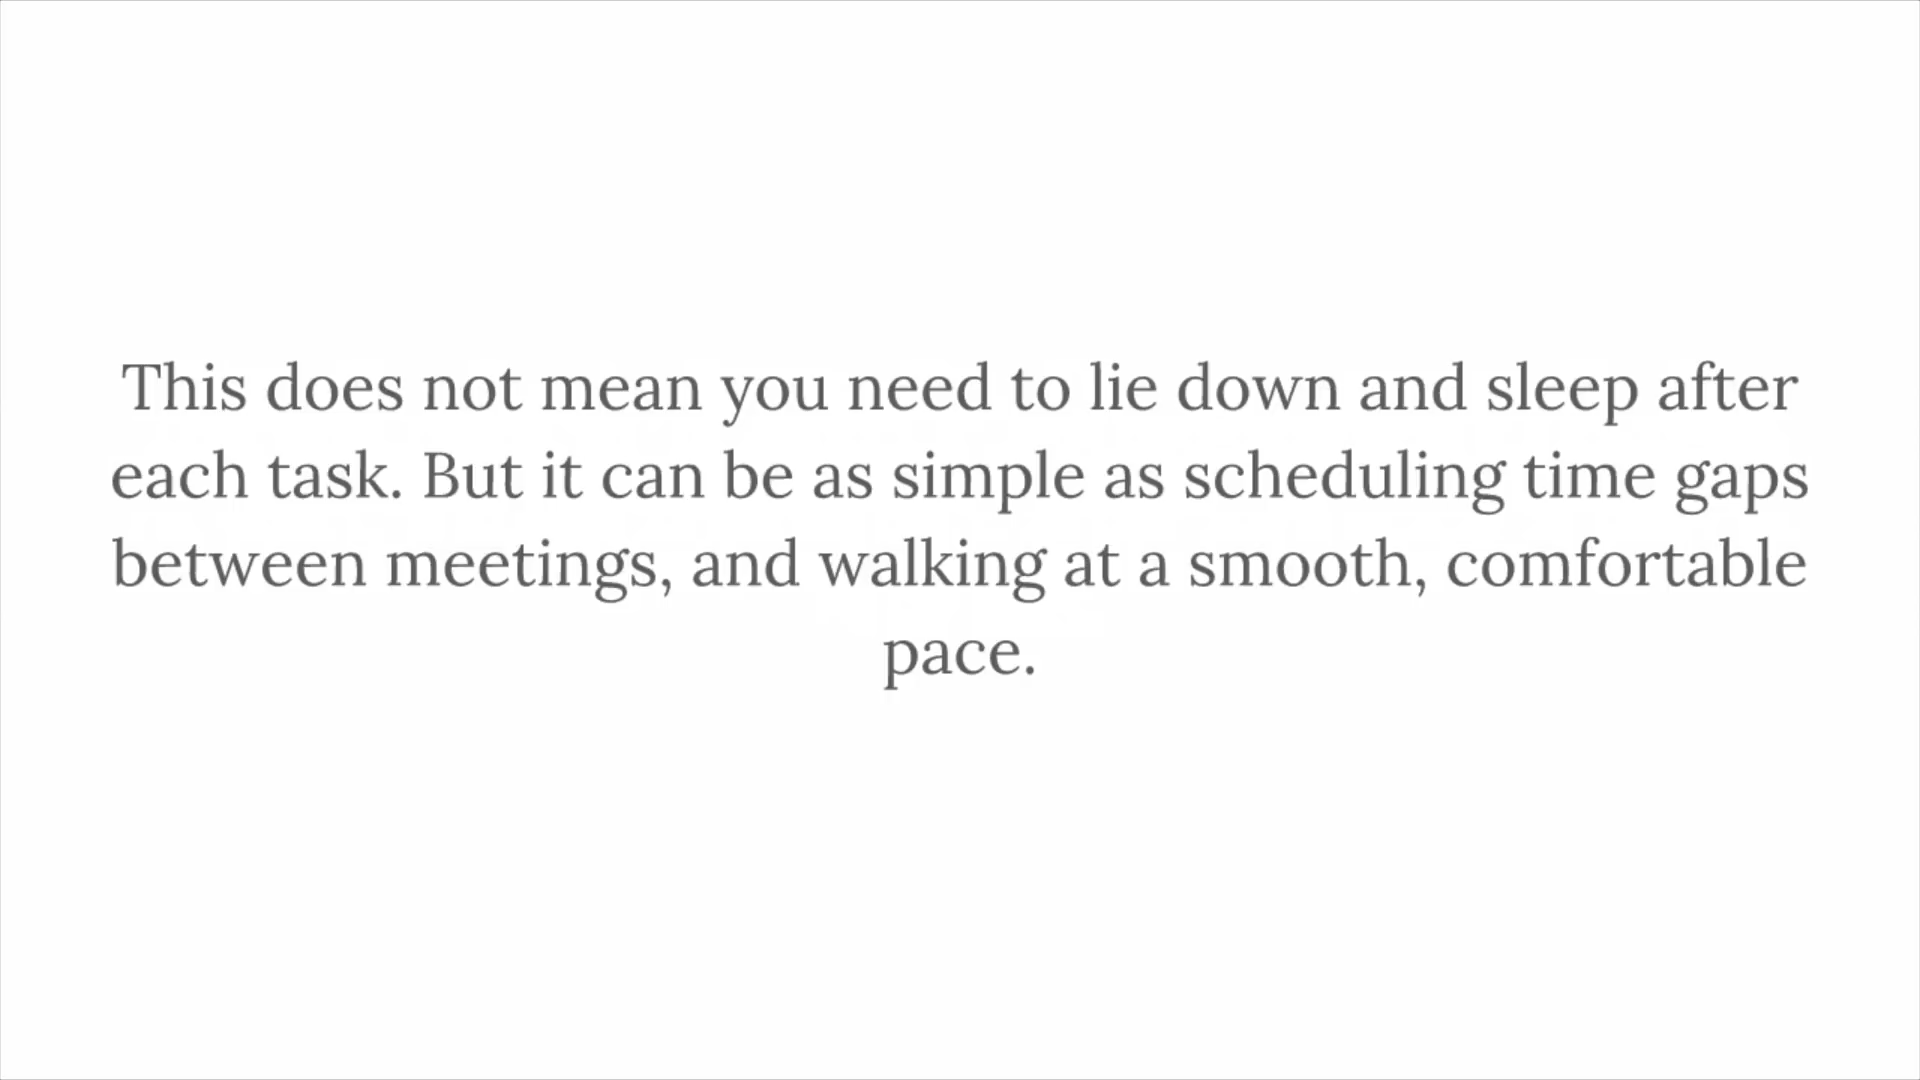 This does not mean you need to lie down and sleep after
each task. But it can be as simple as scheduling time gaps
between meetings, and walking at a smooth, comfortable
pace.